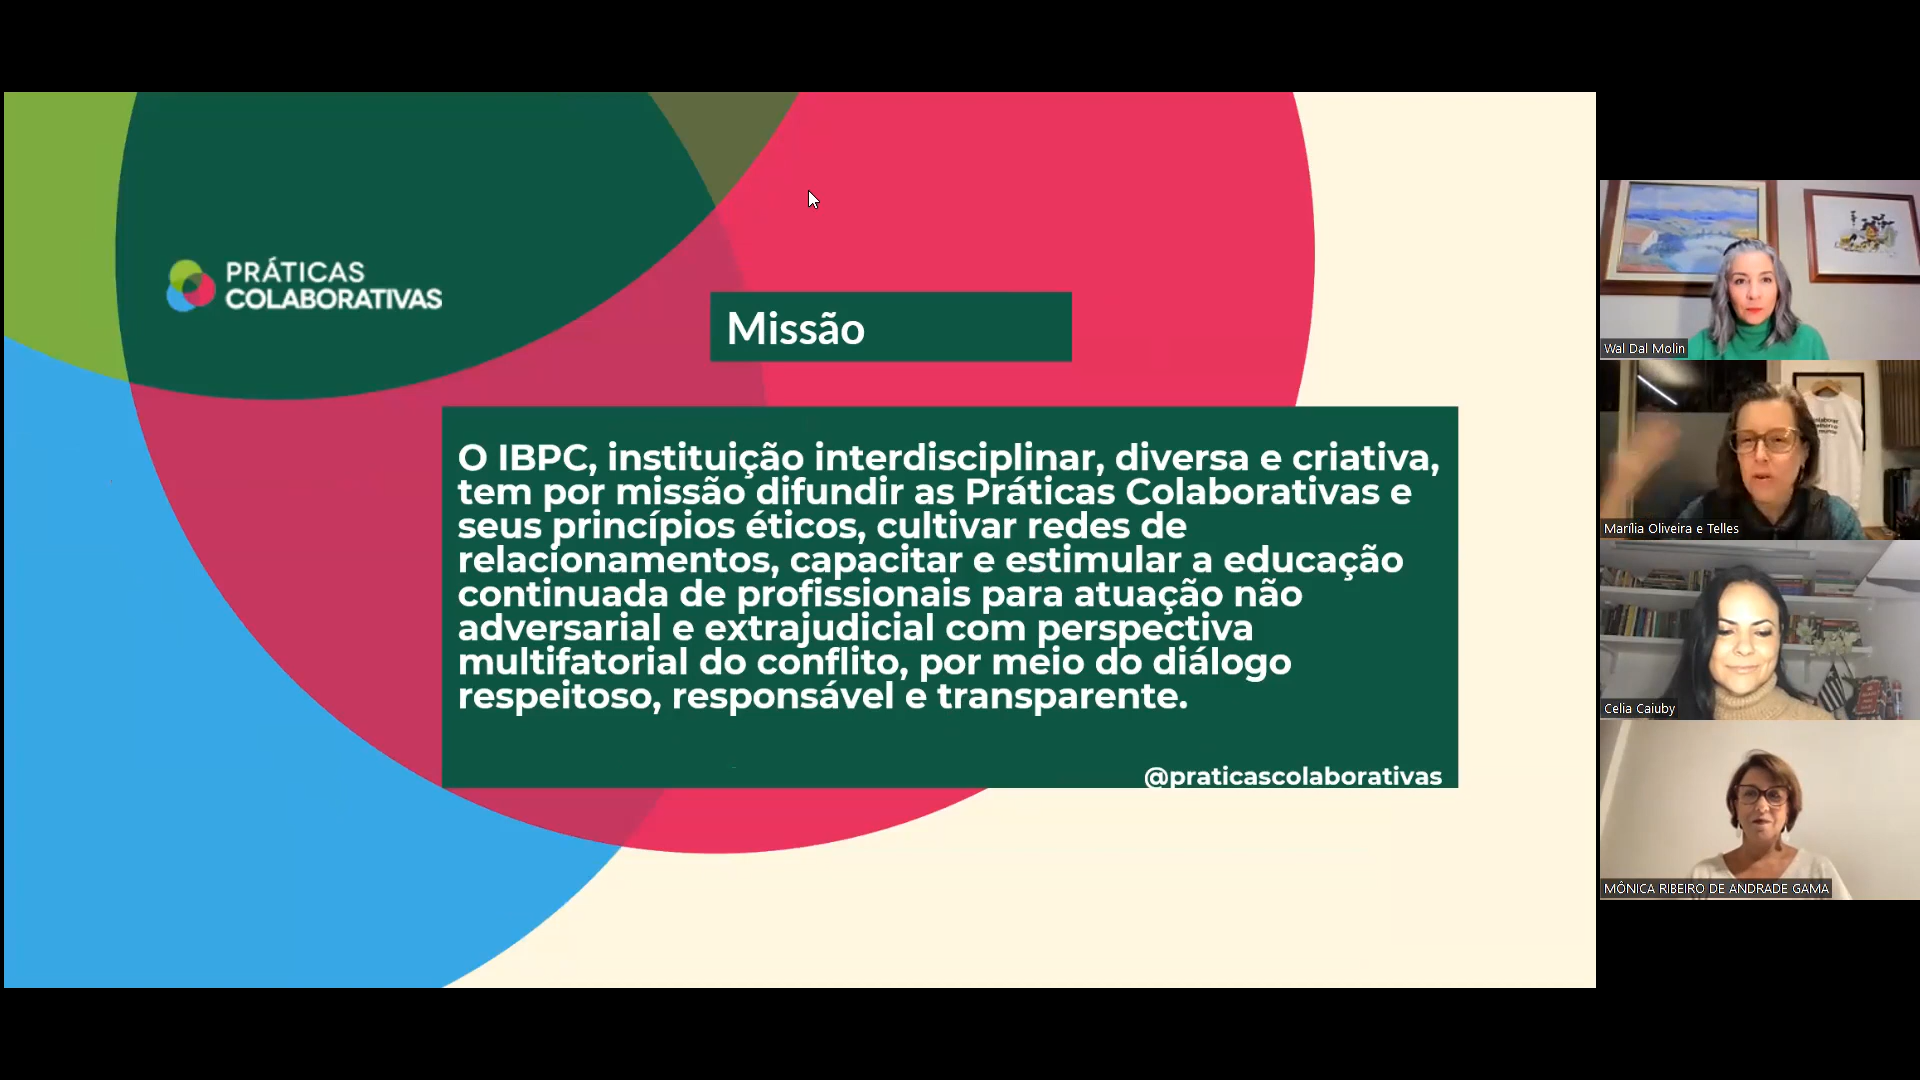 PRÁTICAS
COLABORATIVAS
Missão
O IBPC, instituição interdisciplinar, diversa e criativa,
tem por missão difundir as Práticas Colaborativas e
seus princípios éticos, cultivar redes de
relacionamentos, capacitar e estimular a educação
continuada de profissionais para atuação não
adversarial e extrajudicial com perspectiva
multifatorial do conflito, por meio do diálogo
respeitoso, responsável e transparente.
@praticascolaborativas
Wal Dal Molin
Marília Oliveira e Telles
Celia Caiuby
MÔNICA RIBEIRO DE ANDRADE GAMA